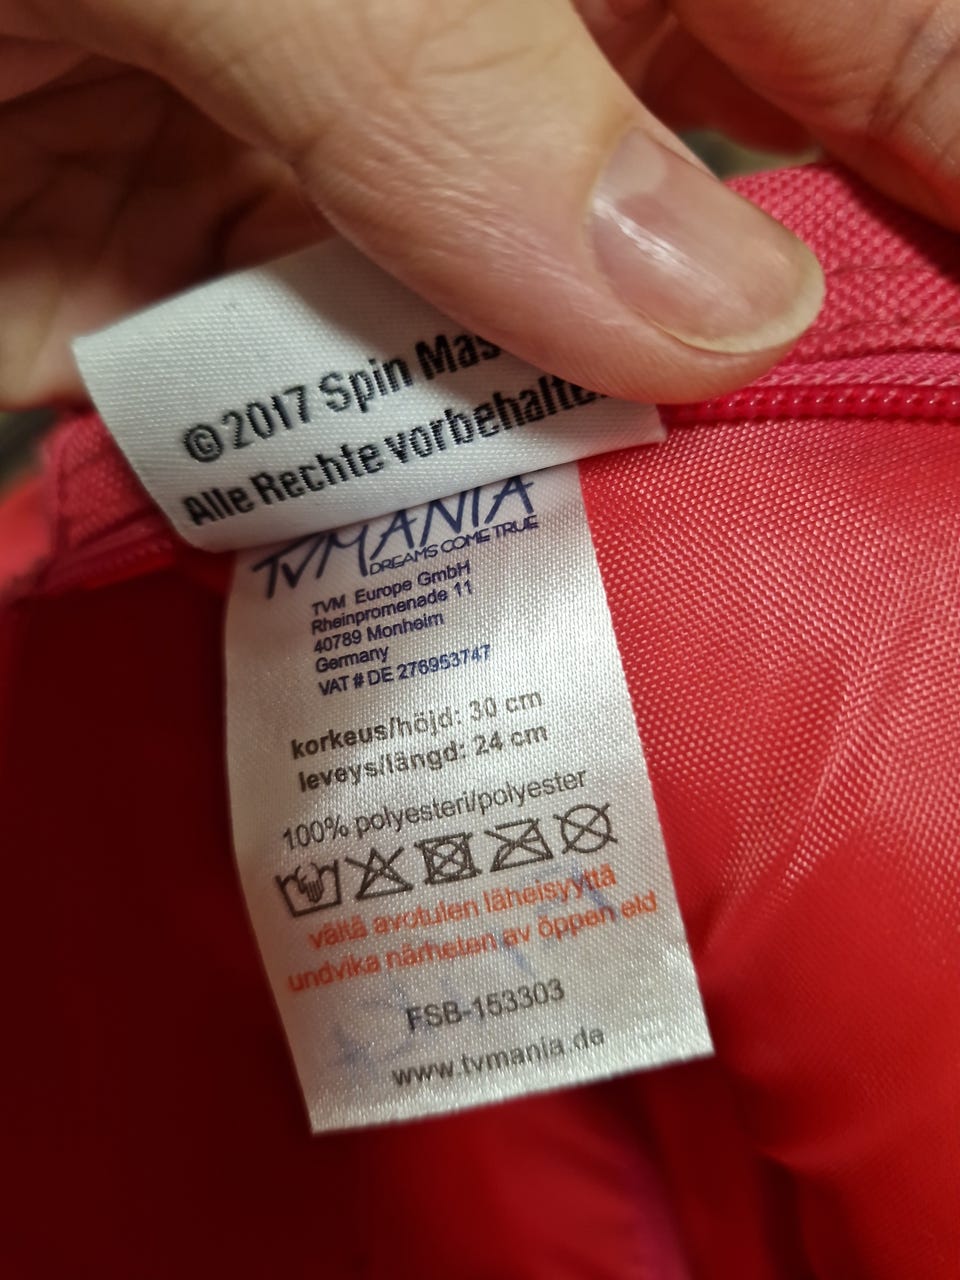 © 2017 Spin
Alle Rechte
TVMANIA
DREAMS COME TRUE
TVM Europe GmbH
Rheinpromenade 11
40789 Monheim
Germany
VAT # DE 276953747
korkeus/höjd: 30 cm
leveys/längd: 24 cm
100% polyesteri/polyester
vältä avotulen läheisyyttä
undvika närheten av öppen eld
FSB-153303
www.tvmania.de